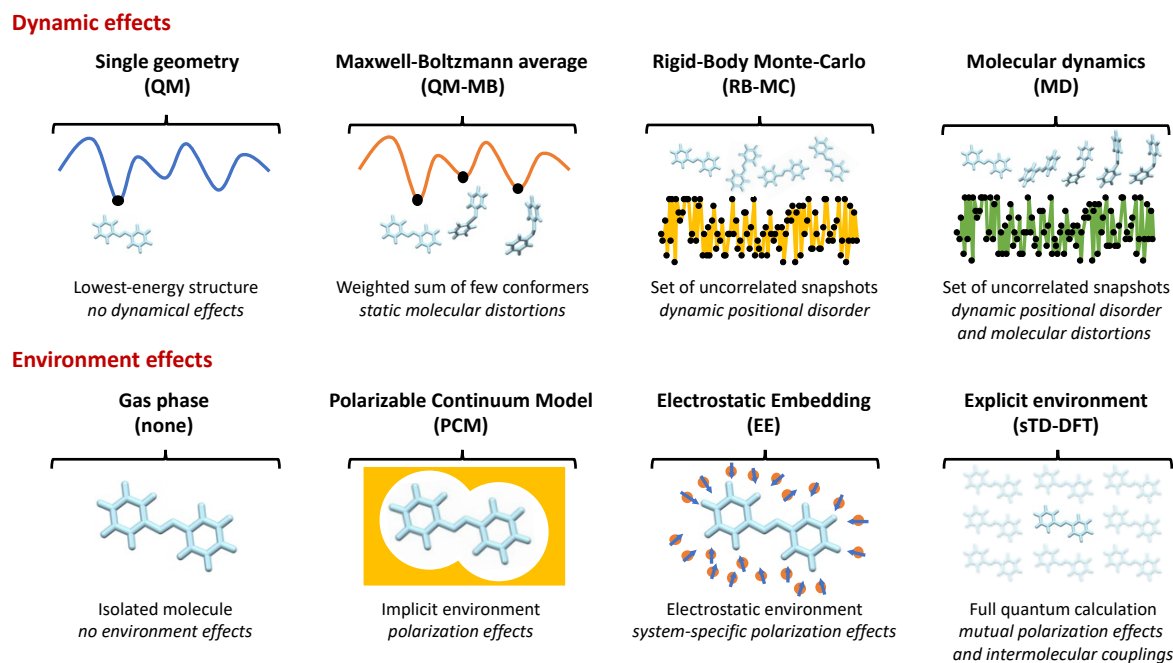 Dynamic effects
Single geometry
(QM)
Lowest-energy structure
no dynamical effects
Maxwell-Boltzmann average
(QM-MB)
Weighted sum of few conformers
static molecular distortions
Rigid-Body Monte-Carlo
(RB-MC)
Set of uncorrelated snapshots
dynamic positional disorder
Molecular dynamics
(MD)
Set of uncorrelated snapshots
dynamic positional disorder
and molecular distortions
Environment effects
Gas phase
(none)
Isolated molecule
no environment effects
Polarizable Continuum Model
(PCM)
Implicit environment
polarization effects
Electrostatic Embedding
(EE)
Electrostatic environment
system-specific polarization effects
Explicit environment
(sTD-DFT)
Full quantum calculation
mutual polarization effects
and intermolecular couplings